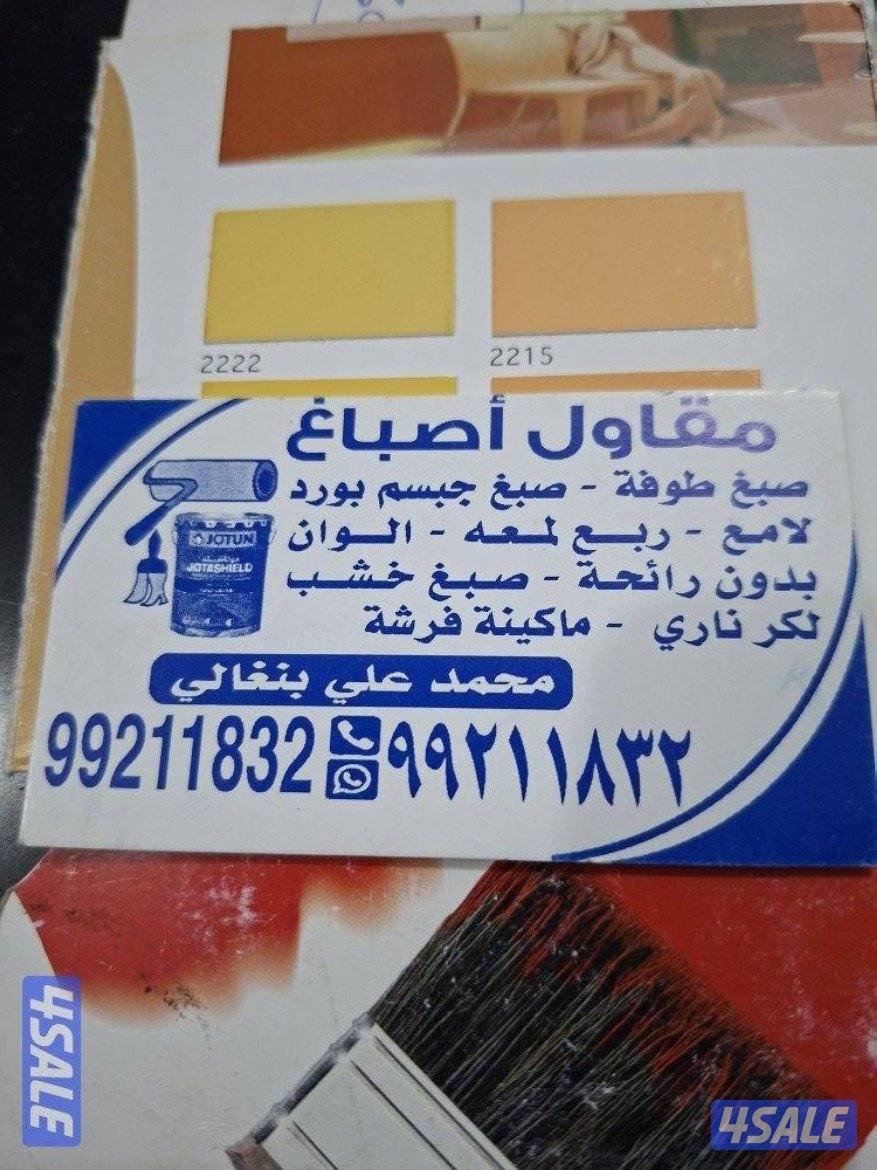 2222
2215
مقاول أصباغ
صبغ طوفة - صبغ جبسم بورد
لامع - ربع لمعه - الوان
بدون رائحة - صبغ خشب
لكر ناري - ماكينة فرشة
JOTUN
JOTASHIELD
محمد علي بنغالي
99211832
٩٩٢١١٨٣٢
4SALE
4SALE